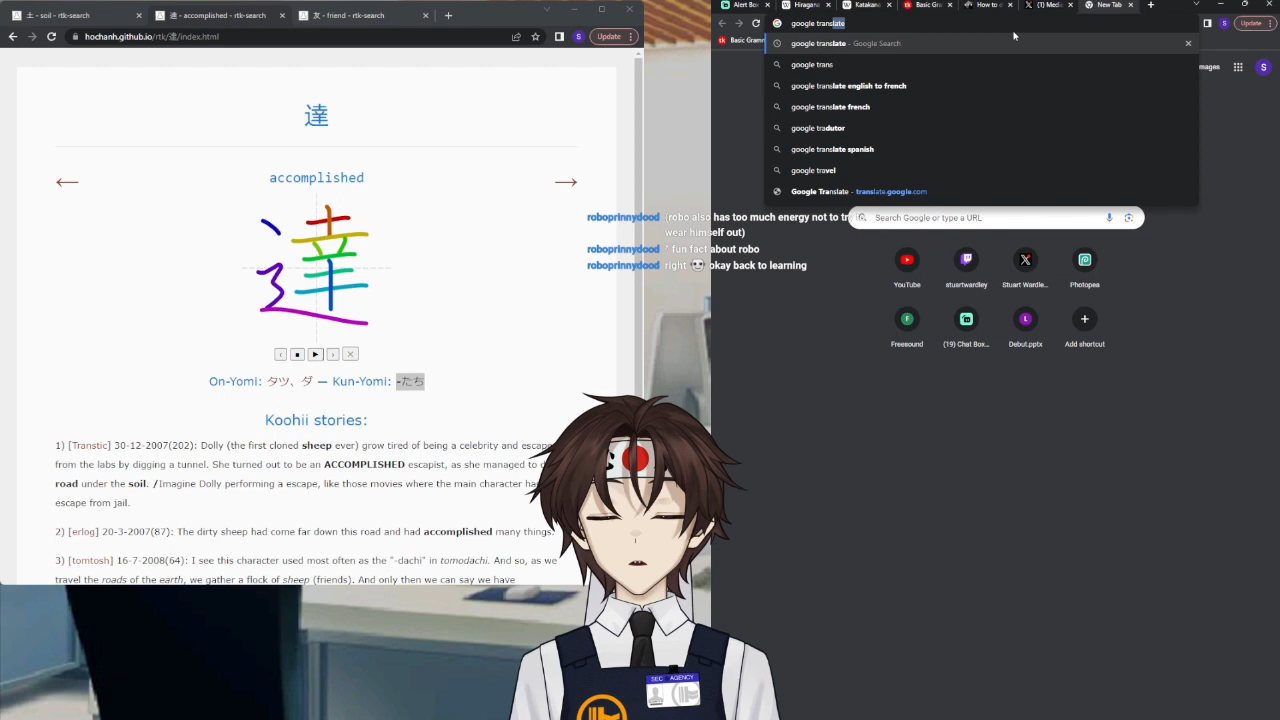 土 - soil - rtk-search
達 - accomplished - rtk-search
友 - friend - rtk-search
hochanh.github.io/rtk/達/index.html
S
Update
達
accomplished
On-Yomi: タツ、ダ — Kun-Yomi: -たち
Koohii stories:
1) [Transtic] 30-12-2007(202): Dolly (the first cloned sheep ever) grow tired of being a celebrity and escape
from the labs by digging a tunnel. She turned out to be an ACCOMPLISHED escapist, as she managed to
road under the soil. / Imagine Dolly performing a escape, like those movies where the main character
escape from jail.
2) [erlog] 20-3-2007(87): The dirty sheep had come far down this road and had accomplished many things.
3) [tomtosh] 16-7-2008(64): I see this character used most often as the "-dachi" in tomodachi. And so, as we
travel the roads of the earth, we gather a flock of sheep (friends). And only then we can say we have
roboprinnydood (robo also has too much energy not to
wear himself out)
roboprinnydood * fun fact about robo
roboprinnydood right okay back to learning
Alert Box
Hiragana
Katakana
Basic Gra
How to
(1) Media
New Tab
google translate
S
Update
Basic Gramm
google translate - Google Search
google trans
google translate english to french
google translate french
google tradutor
google translate spanish
google travel
Google Translate - translate.google.com
mages
S
Search Google or type a URL
YouTube
stuartwardley
Stuart Wardle...
Photopea
F
L
Freesound
(19) Chat Box...
Debut.pptx
Add shortcut
SEC AGENCY